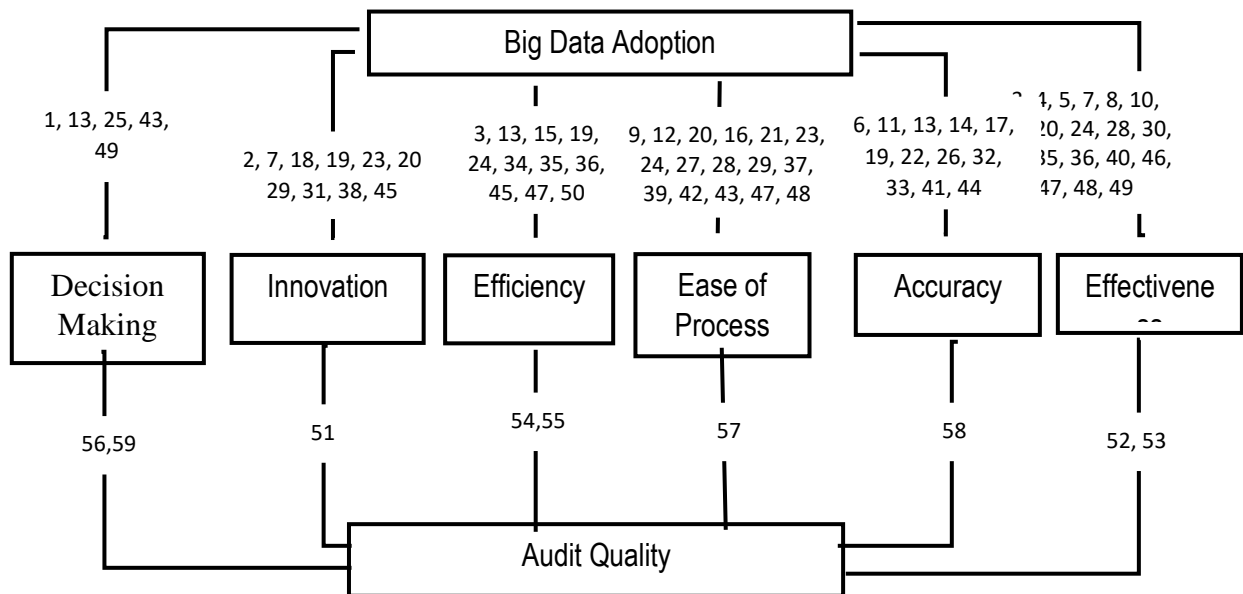 Big Data Adoption
1, 13, 25, 43,
49
2, 7, 18, 19, 23, 20
29, 31, 38, 45
3, 13, 15, 19,
24, 34, 35, 36,
45, 47, 50
9, 12, 20, 16, 21, 23,
24, 27, 28, 29, 37,
39, 42, 43, 47, 48
6, 11, 13, 14, 17,
19, 22, 26, 32,
33, 41, 44
4, 5, 7, 8, 10,
20, 24, 28, 30,
35, 36, 40, 46,
47, 48, 49
Decision
Making
Innovation
Efficiency
Ease of
Process
Accuracy
Effectivene
56,59
51
54,55
57
58
52, 53
Audit Quality